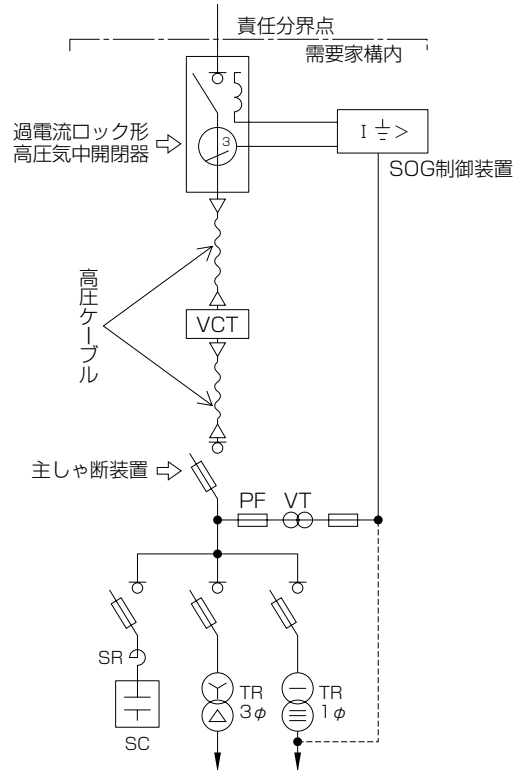 責任分界点
需要家構内
過電流ロック形
高圧気中開閉器
3
I >
SOG制御装置
高圧ケーブル
VCT
主しゃ断装置
PF
VT
SR
SC
TR
3φ
TR
1φ